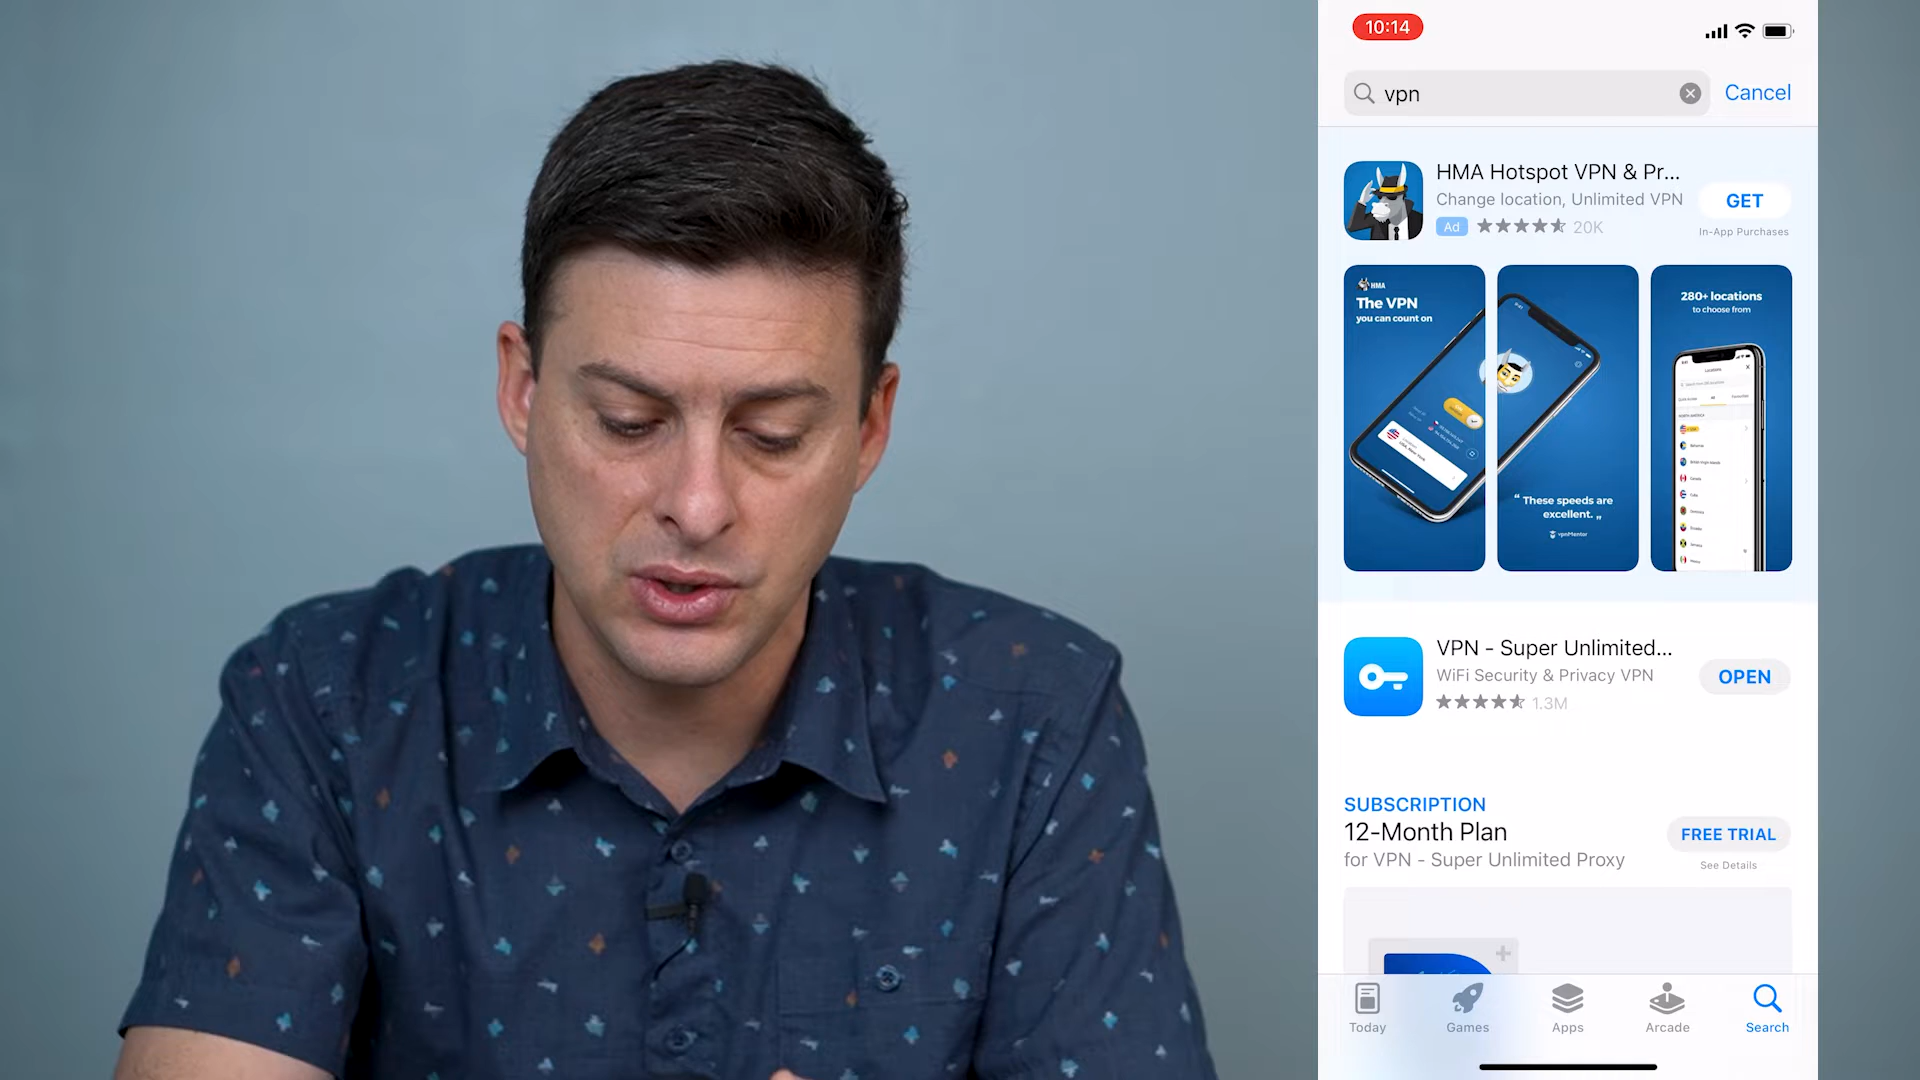 10:14
vpn
Cancel
HMA Hotspot VPN & Pr...
Change location, Unlimited VPN
GET
Ad
20K
In-App Purchases
HMA
The VPN
you can count on
“ These speeds are
excellent. „
vpnMentor
280+ locations
to choose from
Locations
VPN - Super Unlimited...
WiFi Security & Privacy VPN
OPEN
1.3M
SUBSCRIPTION
12-Month Plan
FREE TRIAL
for VPN - Super Unlimited Proxy
See Details
Today
Games
Apps
Arcade
Search